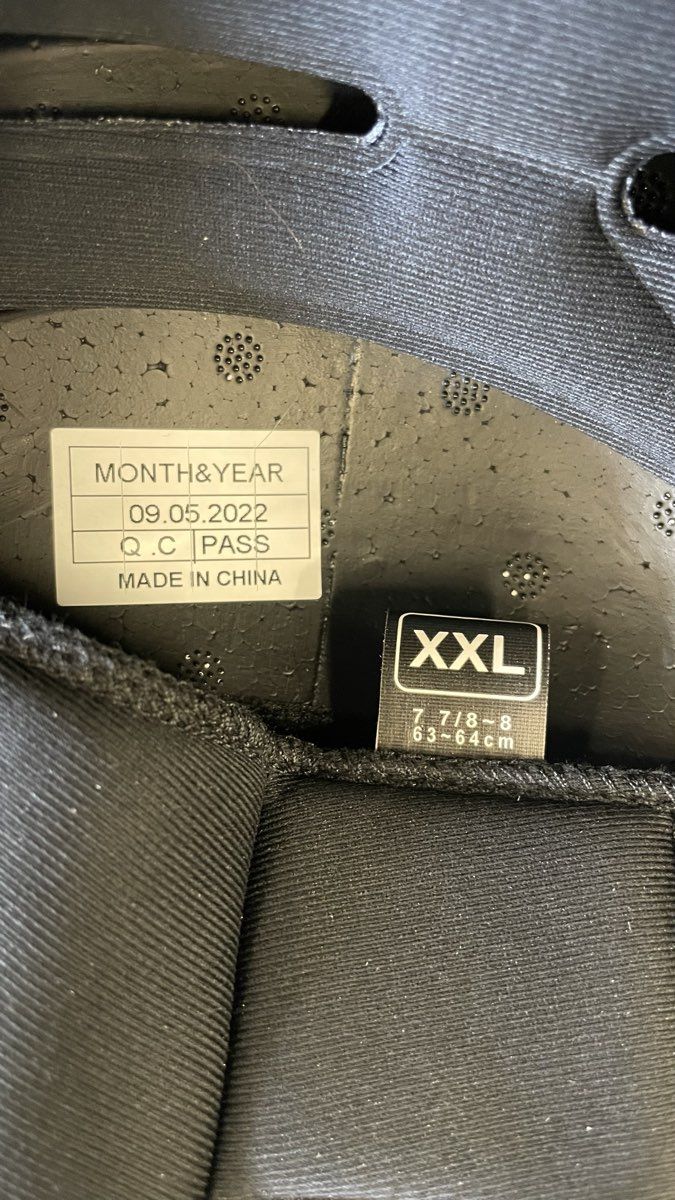 MONTH&YEAR
09.05.2022
Q .C PASS
MADE IN CHINA
XXL
7 7/8~8
63~64cm